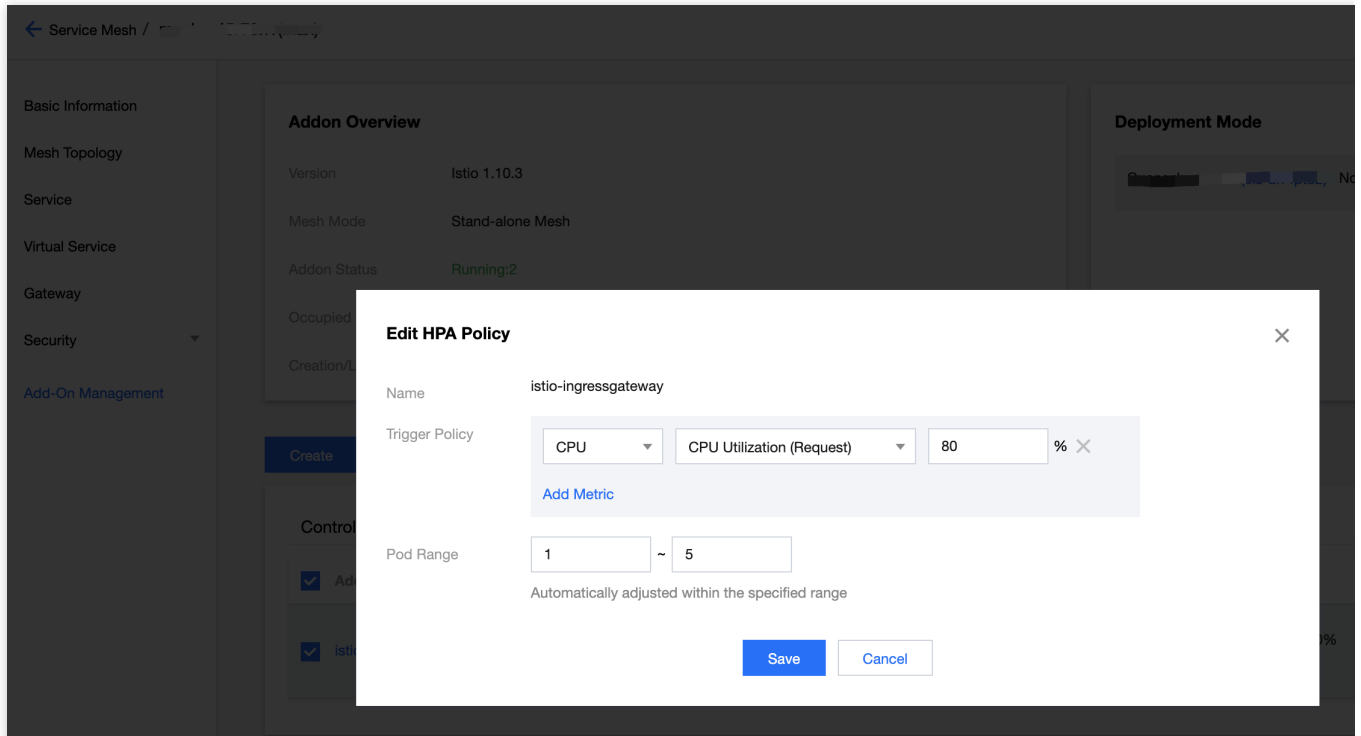 Service Mesh /
Basic Information
Mesh Topology
Service
Virtual Service
Gateway
Security
Add-On Management
Addon Overview
Version Istio 1.10.3
Mesh Mode Stand-alone Mesh
Addon Status Running:2
Occupied
Creation/L
Deployment Mode
No
Create
Control
Ad
istio
%
Edit HPA Policy
Name istio-ingressgateway
Trigger Policy CPU CPU Utilization (Request) 80 %
Add Metric
Pod Range 1 ~ 5
Automatically adjusted within the specified range
Save Cancel